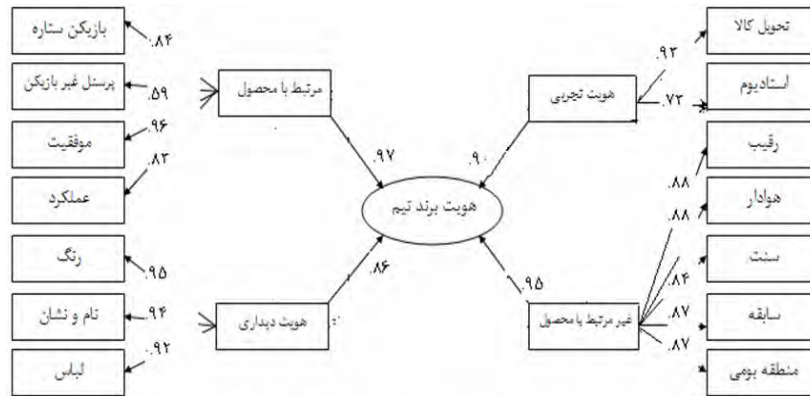 بازیکن ستاره
تحویل کالا
.۸۴
.۹۳
پرسنل غیر بازیکن
مرتبط با محصول
هویت تجربی
استادیوم
.۵۹
.۷۳
موفقیت
رقیب
.۹۶
.۹۷
.۹۰
.۸۸
عملکرد
هوادار
.۸۳
هویت برند تیم
.۸۸
رنگ
سنت
.۹۵
.۸۶
.۹۵
.۸۴
نام و نشان
هویت دیداری
غیر مرتبط با محصول
سابقه
.۹۴
.۸۷
لباس
منطقه بومی
.۹۲
.۸۷